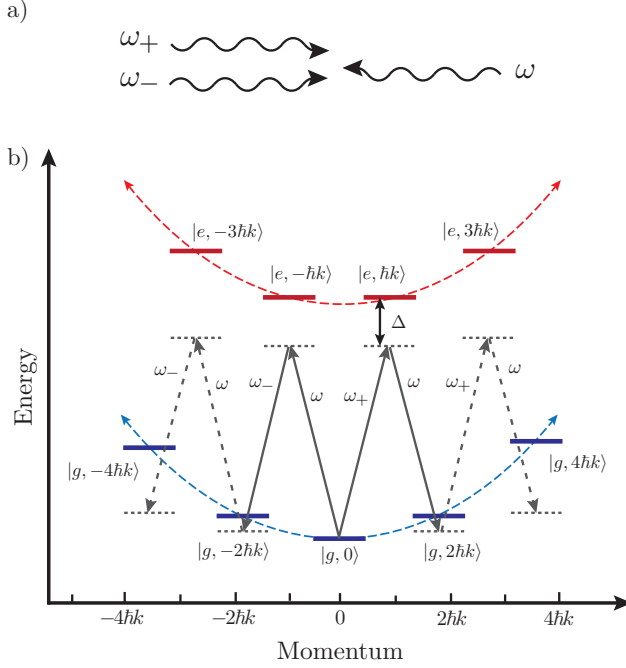 a)
ω₊
ω₋
ω
b)
Energy
|e, −3ħk⟩
|e, 3ħk⟩
|e, −ħk⟩
|e, ħk⟩
Δ
ω₋
ω
ω₋
ω
ω₊
ω
ω₊
ω
|g, −4ħk⟩
|g, 4ħk⟩
|g, −2ħk⟩
|g, 0⟩
|g, 2ħk⟩
−4ħk
−2ħk
0
2ħk
4ħk
Momentum